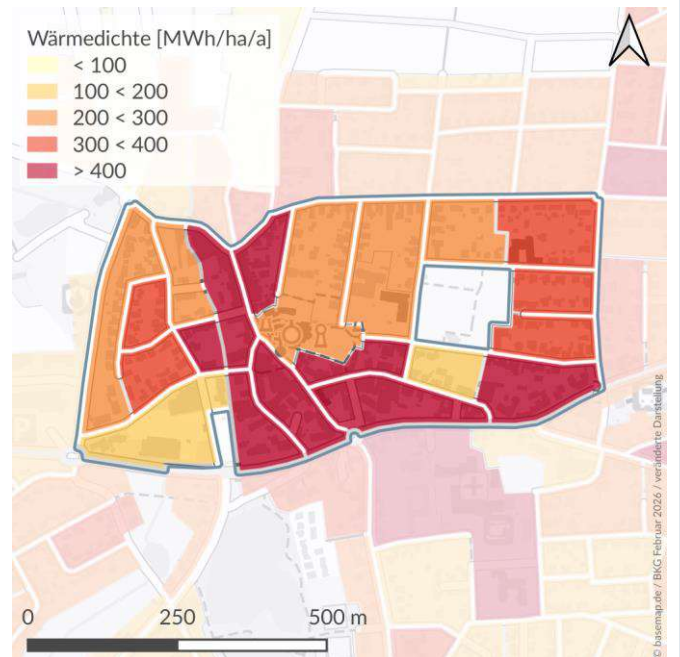 Wärmedichte [MWh/ha/a]
< 100
100 < 200
200 < 300
300 < 400
> 400
0 250 500 m
© basemap.de / BKG Februar 2026 / veränderte Darstellung